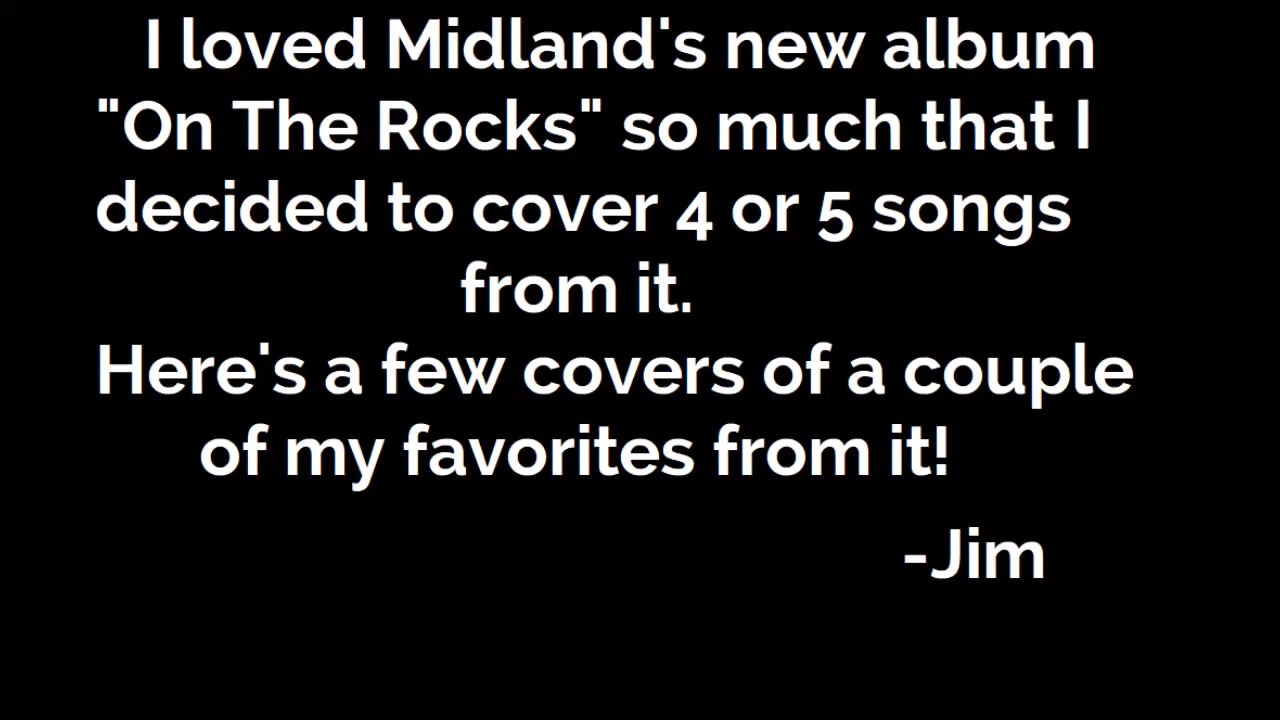 I loved Midland's new album
"On The Rocks" so much that I
decided to cover 4 or 5 songs
from it.
Here's a few covers of a couple
of my favorites from it!
-Jim